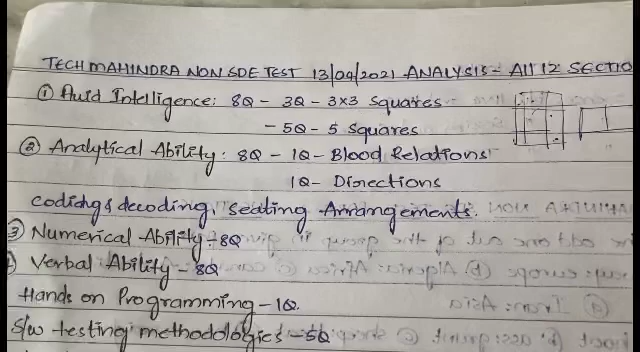 TECH MAHINDRA NON SDE TEST 13/09/2021 ANALYSIS - All 12 SECTIO
① Fluid Intelligence: 8Q - 3Q - 3x3 Squares
- 5Q - 5 Squares
② Analytical Ability: 8Q - 1Q - Blood Relations
1Q - Directions
coding & decoding, seating Arrangements.
③ Numerical Ability - 8Q
Verbal Ability - 8Q
Hands on Programming - 1Q.
S/w testing methodologies - 5Q